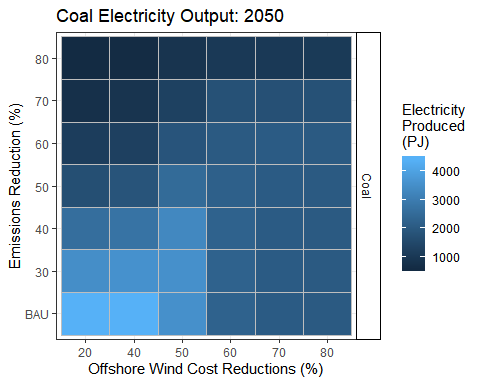 Coal Electricity Output: 2050
Emissions Reduction (%)
80
70
60
50
40
30
BAU
20
30
40
50
60
70
80
Offshore Wind Cost Reductions (%)
Coal
Electricity
Produced
(PJ)
4000
3000
2000
1000